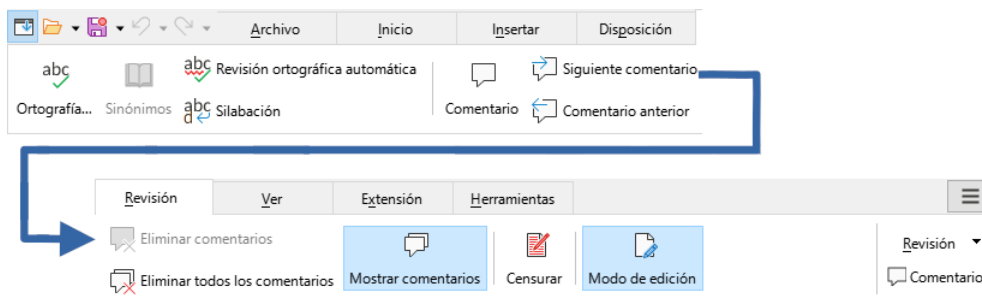 Archivo Inicio Insertar Disposición
abc abc Revisión ortográfica automática Siguiente comentario
Ortografía... Sinónimos abc d Silabación Comentario Comentario anterior
Revisión Ver Extensión Herramientas
Eliminar comentarios Revisión
Eliminar todos los comentarios Mostrar comentarios Censurar Modo de edición Comentario